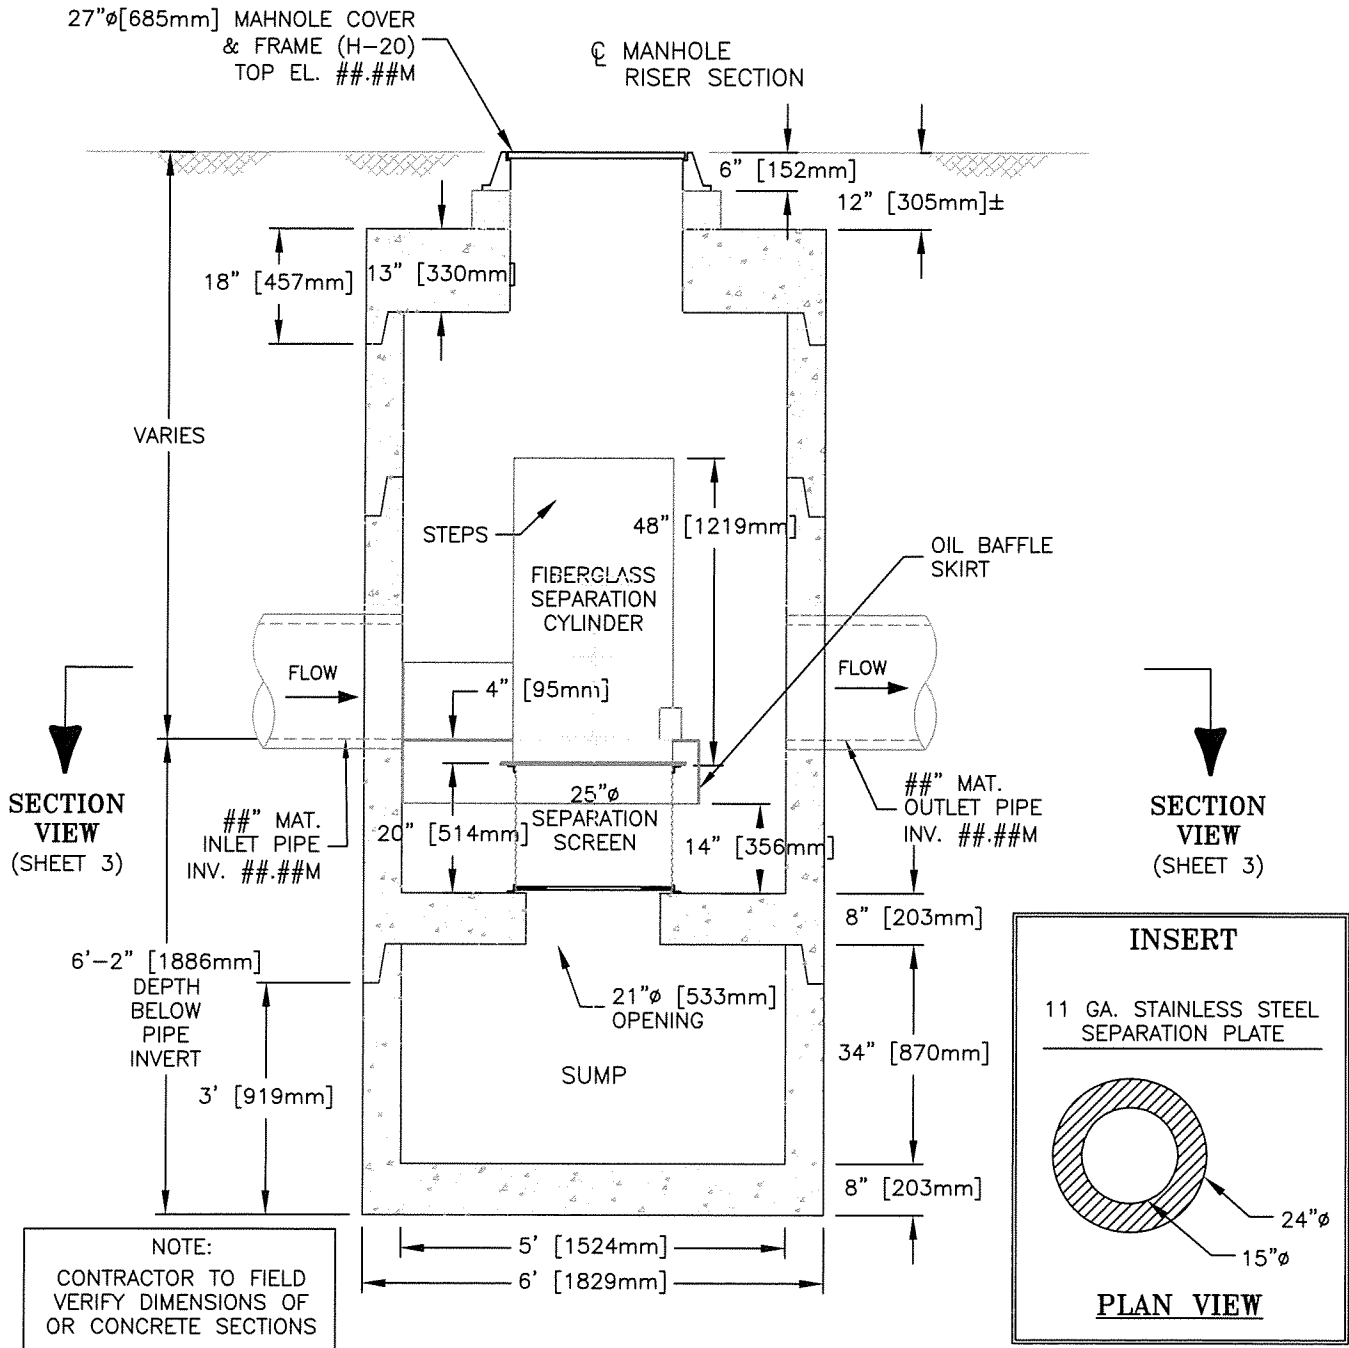 27"ø[685mm] MAHNOLE COVER
& FRAME (H-20)
TOP EL. ##.##M
℄ MANHOLE
RISER SECTION
6" [152mm]
12" [305mm]±
18" [457mm]
13" [330mm]
VARIES
STEPS
48" [1219mm]
OIL BAFFLE
SKIRT
FIBERGLASS
SEPARATION
CYLINDER
FLOW
4" [95mm]
FLOW
SECTION
VIEW
(SHEET 3)
##" MAT.
INLET PIPE
INV. ##.##M
20" [514mm]
25"ø
SEPARATION
SCREEN
14" [356mm]
##" MAT.
OUTLET PIPE
INV. ##.##M
SECTION
VIEW
(SHEET 3)
8" [203mm]
6'-2" [1886mm]
DEPTH
BELOW
PIPE
INVERT
21"ø [533mm]
OPENING
34" [870mm]
3' [919mm]
SUMP
8" [203mm]
5' [1524mm]
6' [1829mm]
NOTE:
CONTRACTOR TO FIELD
VERIFY DIMENSIONS OF
OR CONCRETE SECTIONS
INSERT
11 GA. STAINLESS STEEL
SEPARATION PLATE
24"ø
15"ø
PLAN VIEW